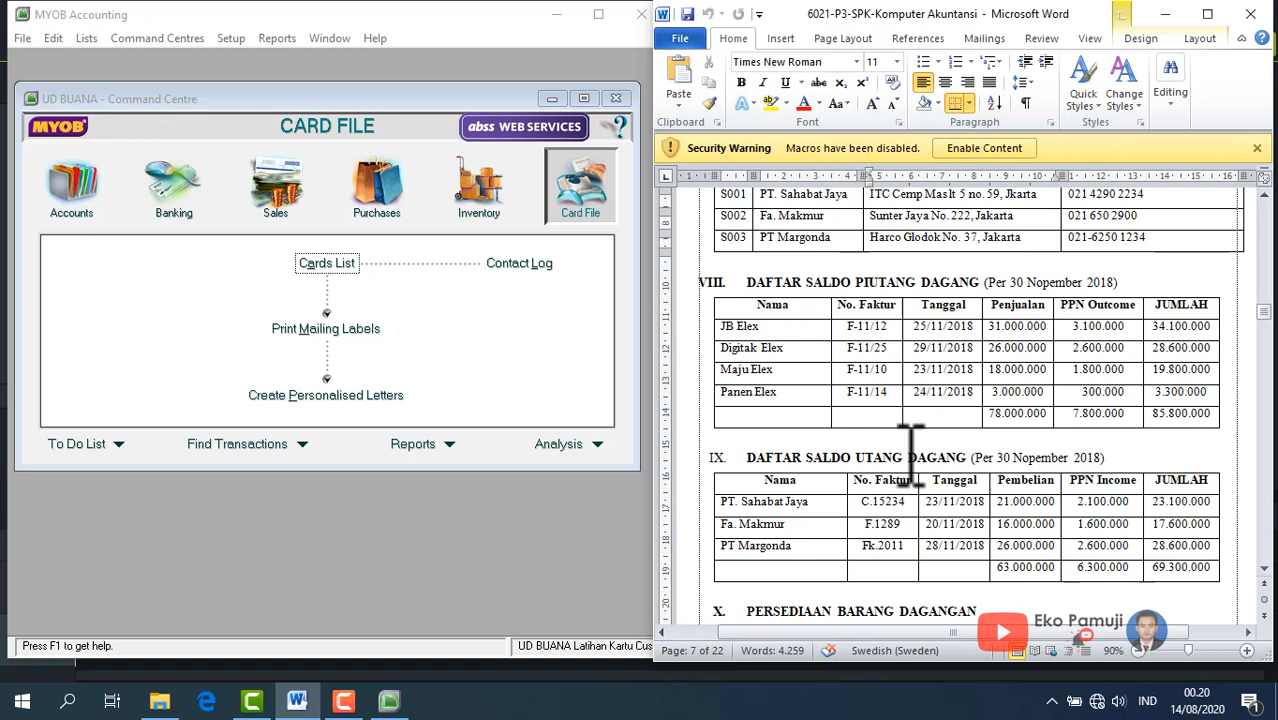 MYOB Accounting
File Edit Lists Command Centres Setup Reports Window Help
UD BUANA - Command Centre
MYOB CARD FILE abss WEB SERVICES ?
Accounts Banking Sales Purchases Inventory Card File
Cards List Contact Log
Print Mailing Labels
Create Personalised Letters
To Do List Find Transactions Reports Analysis
Press F1 to get help. UD BUANA Latihan Kartu Cus
6021-P3-SPK-Komputer Akuntansi - Microsoft Word
File Home Insert Page Layout References Mailings Review View Design Layout
Times New Roman 11
Paste Quick Styles Change Styles Editing
Clipboard Font Paragraph Styles
Security Warning Macros have been disabled. Enable Content
S001 PT. Sahabat Jaya ITC Cemp MasIt 5 no.59, Jkarta 021 4290 2234
S002 Fa. Makmur Sunter Jaya No. 222, Jakarta 021 650 2900
S003 PT Margonda Harco Glodok No. 37, Jakarta 021-6250 1234
VIII. DAFTAR SALDO PIUTANG DAGANG (Per 30 Nopember 2018)
Nama No. Faktur Tanggal Penjualan PPN Outcome JUMLAH
JB Elex F-11/12 25/11/2018 31.000.000 3.100.000 34.100.000
Digitak Elex F-11/25 29/11/2018 26.000.000 2.600.000 28.600.000
Maju Elex F-11/10 23/11/2018 18.000.000 1.800.000 19.800.000
Panen Elex F-11/14 24/11/2018 3.000.000 300.000 3.300.000
78.000.000 7.800.000 85.800.000
IX. DAFTAR SALDO UTANG DAGANG (Per 30 Nopember 2018)
Nama No. Faktur Tanggal Pembelian PPN Income JUMLAH
PT. Sahabat Jaya C.15234 23/11/2018 21.000.000 2.100.000 23.100.000
Fa. Makmur F.1289 20/11/2018 16.000.000 1.600.000 17.600.000
PT Margonda Fk.2011 28/11/2018 26.000.000 2.600.000 28.600.000
63.000.000 6.300.000 69.300.000
X. PERSEDIAAN BARANG DAGANGAN
Eko Pamuji
Page: 7 of 22 Words: 4.259 Swedish (Sweden) 90%
IND 00.20
14/08/2020